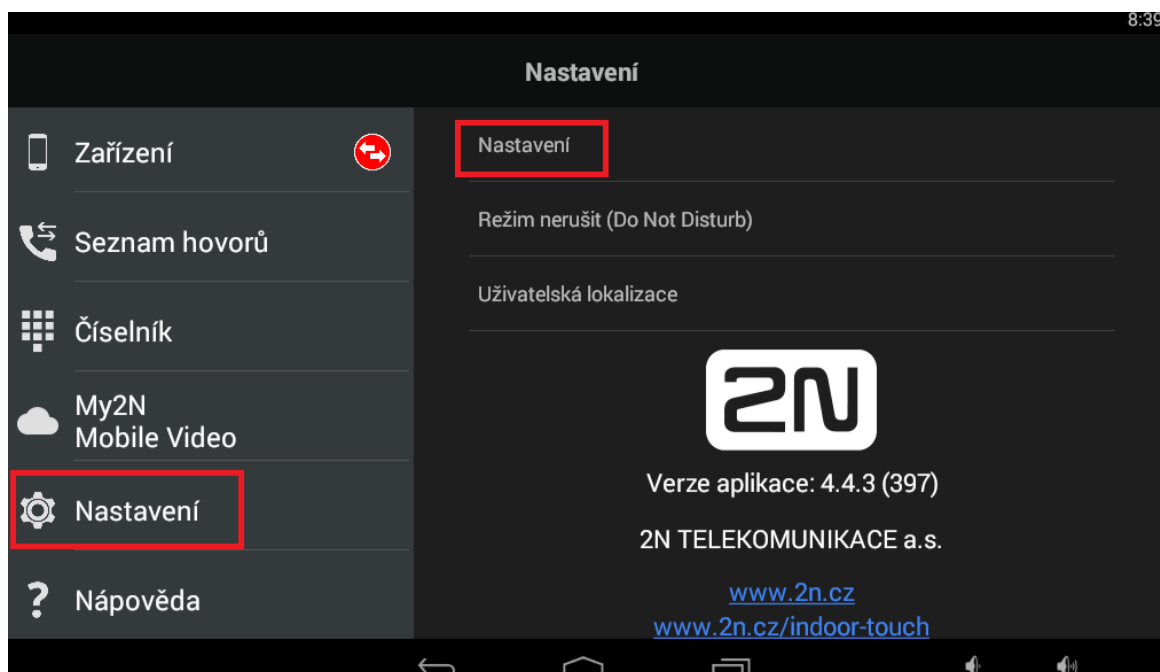 8:39
Nastavení
Zařízení
Seznam hovorů
Číselník
My2N
Mobile Video
Nastavení
Nápověda
Nastavení
Režim nerušit (Do Not Disturb)
Uživatelská lokalizace
2N
Verze aplikace: 4.4.3 (397)
2N TELEKOMUNIKACE a.s.
www.2n.cz
www.2n.cz/indoor-touch